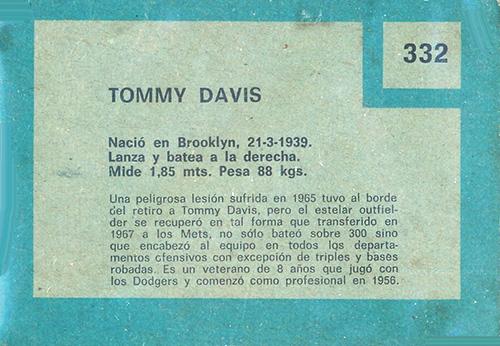 332
TOMMY DAVIS
Nació en Brooklyn, 21-3-1939.
Lanza y batea a la derecha.
Mide 1,85 mts. Pesa 88 kgs.
Una peligrosa lesión sufrida en 1965 tuvo al borde
del retiro a Tommy Davis, pero el estelar outfiel-
der se recuperó en tal forma que transferido en
1967 a los Mets, no sólo bateó sobre 300 sino
que encabezó al equipo en todos los departa-
mentos ofensivos con excepción de triples y bases
robadas. Es un veterano de 8 años que jugó con
los Dodgers y comenzó como profesional en 1956.